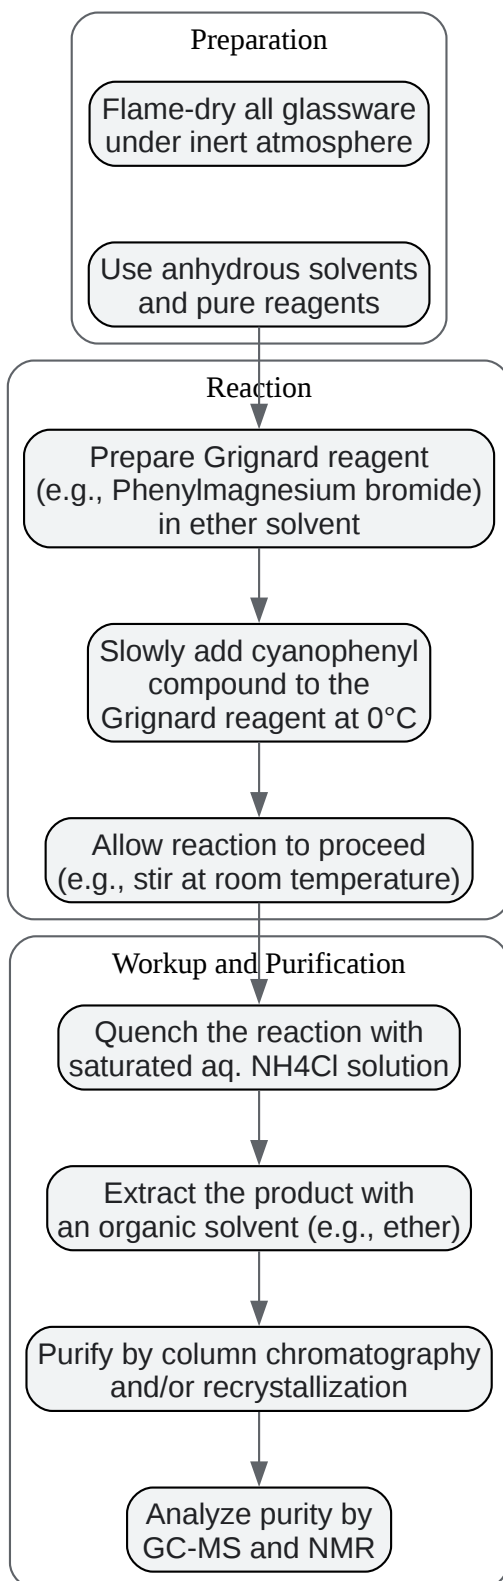 Preparation
Flame-dry all glassware
under inert atmosphere
Use anhydrous solvents
and pure reagents
Reaction
Prepare Grignard reagent
(e.g., Phenylmagnesium bromide)
in ether solvent
Slowly add cyanophenyl
compound to the
Grignard reagent at 0°C
Allow reaction to proceed
(e.g., stir at room temperature)
Workup and Purification
Quench the reaction with
saturated aq. NH4Cl solution
Extract the product with
an organic solvent (e.g., ether)
Purify by column chromatography
and/or recrystallization
Analyze purity by
GC-MS and NMR